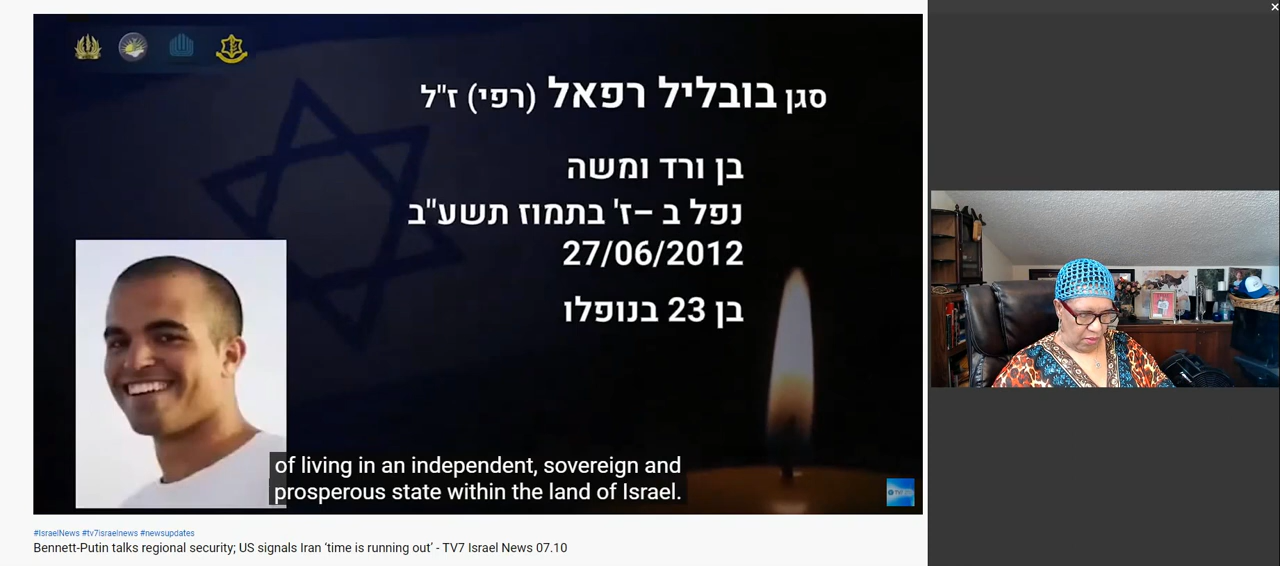 סגן בובליל רפאל (רפי) ז"ל
בן ורד ומשה
נפל ב –ז' בתמוז תשע"ב
27/06/2012
בן 23 בנופלו
of living in an independent, sovereign and
prosperous state within the land of Israel.
#IsraelNews #tv7israelnews #newsupdates
Bennett-Putin talks regional security; US signals Iran ‘time is running out’ - TV7 Israel News 07.10